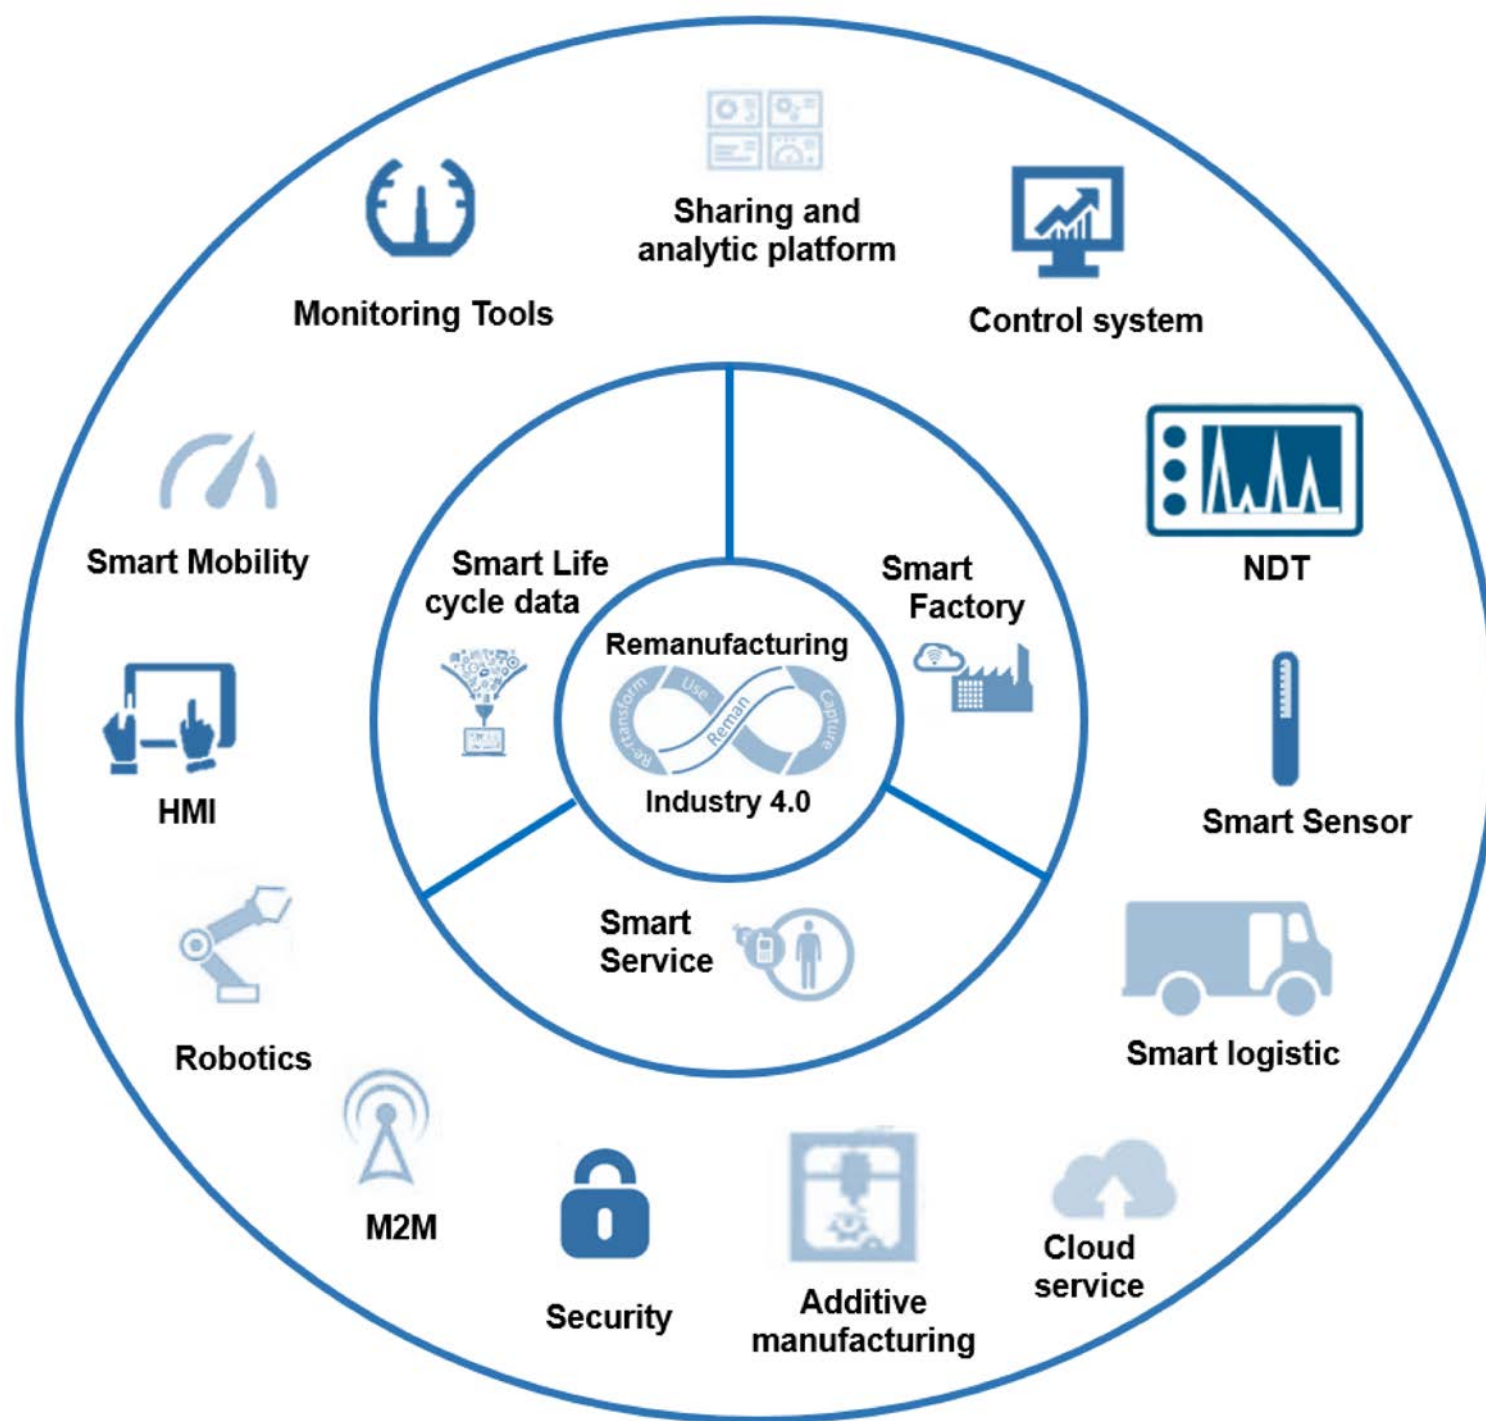 Sharing and
analytic platform
Monitoring Tools
Control system
Smart Mobility
NDT
Smart Life
cycle data
Smart
Factory
Remanufacturing
Re-rtansform
Use
Reman
Capture
Industry 4.0
HMI
Smart Sensor
Smart
Service
Robotics
Smart logistic
M2M
Security
Additive
manufacturing
Cloud
service